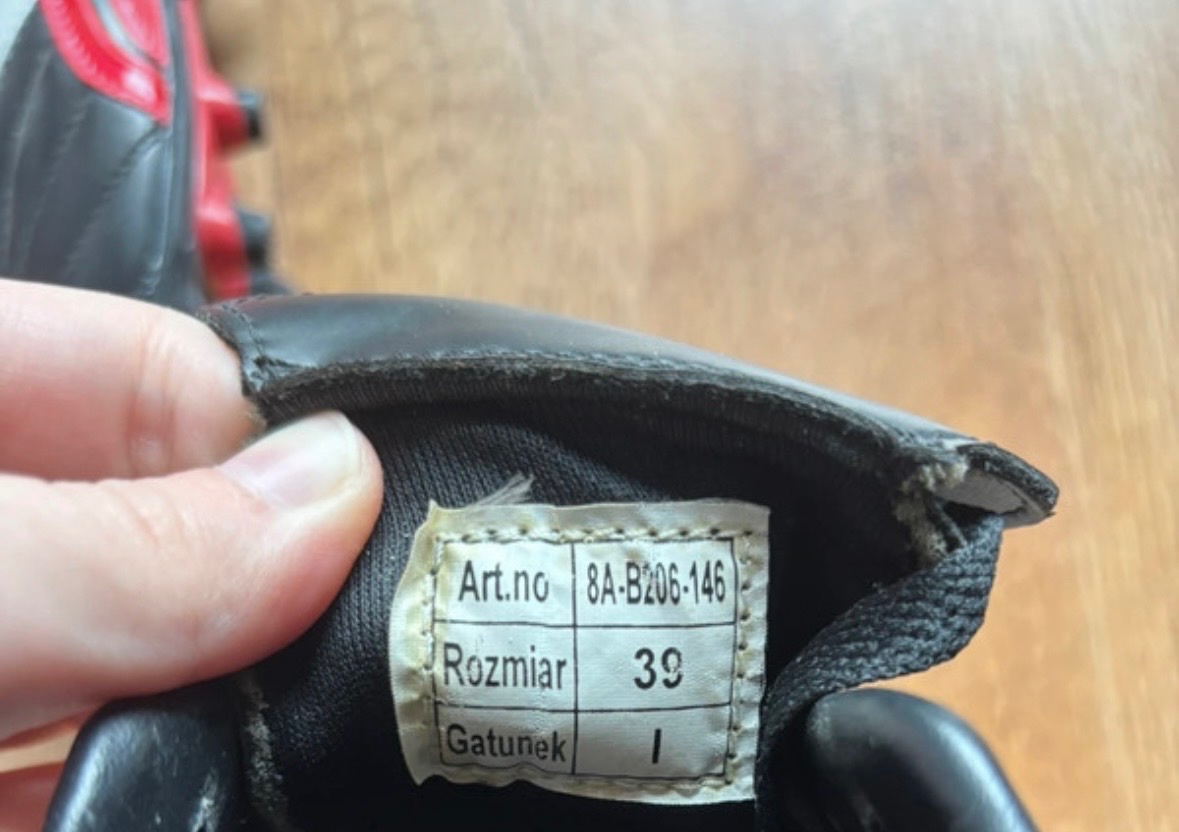 Art.no 8A-B206-146
Rozmiar 39
Gatunek I